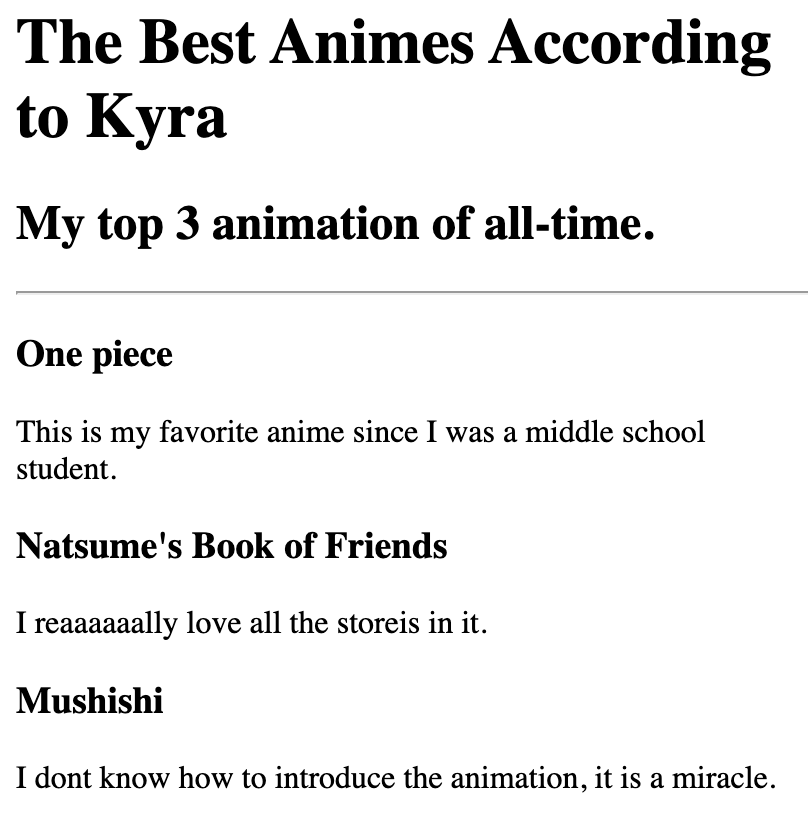 The Best Animes According
to Kyra
My top 3 animation of all-time.
One piece
This is my favorite anime since I was a middle school
student.
Natsume's Book of Friends
I reaaaaaally love all the storeis in it.
Mushishi
I dont know how to introduce the animation, it is a miracle.